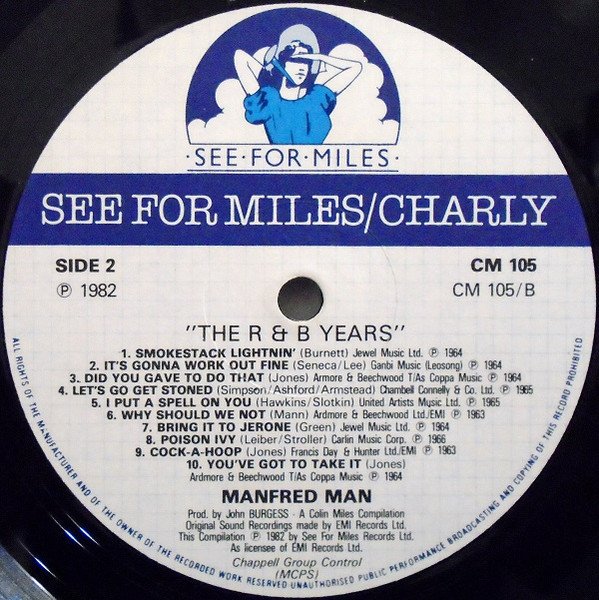 ·SEE·FOR·MILES·
SEE FOR MILES/CHARLY
SIDE 2
CM 105
Ⓟ 1982
CM 105/B
"THE R & B YEARS"
1. SMOKESTACK LIGHTNIN' (Burnett) Jewel Music Ltd. Ⓟ 1964
2. IT'S GONNA WORK OUT FINE (Seneca/Lee) Ganbi Music (Leosong) Ⓟ 1964
3. DID YOU GAVE TO DO THAT (Jones) Armore & Beechwood T/As Coppa Music Ⓟ 1964
4. LET'S GO GET STONED (Simpson/Ashford/Armstead) Chambell Connelly & Co. Ltd. Ⓟ 1965
5. I PUT A SPELL ON YOU (Hawkins/Slotkin) United Artists Music Ltd. Ⓟ 1965
6. WHY SHOULD WE NOT (Mann) Ardmore & Beechwood Ltd/EMI Ⓟ 1963
7. BRING IT TO JERONE (Green) Jewel Music Ltd. Ⓟ 1964
8. POISON IVY (Leiber/Stroller) Carlin Music Corp. Ⓟ 1966
9. COCK-A-HOOP (Jones) Francis Day & Hunter Ltd./EMI Ⓟ 1963
10. YOU'VE GOT TO TAKE IT (Jones)
Ardmore & Beechwood T/As Coppa Music Ⓟ 1964
MANFRED MAN
Prod. by John BURGESS - A Colin Miles Compilation
Original Sound Recordings made by EMI Records Ltd.
This Compilation Ⓟ 1982 by See For Miles Records Ltd.
As licensee of EMI Records Ltd.
Chappell Group Control
(MCPS)
ALL RIGHTS OF THE MANUFACTURER AND OF THE OWNER OF THE RECORDED WORK RESERVED UNAUTHORISED PUBLIC PERFORMANCE BROADCASTING AND COPYING OF THIS RECORD PROHIBITED